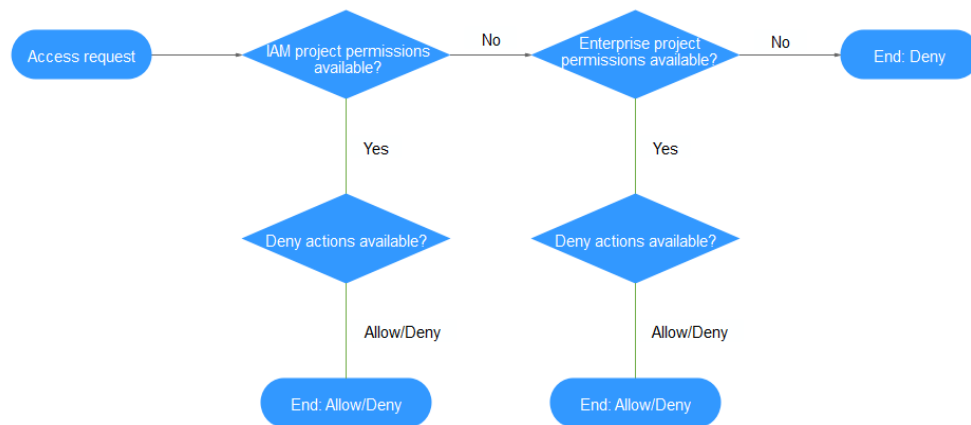 Access request
IAM project permissions
available?
No
Enterprise project
permissions available?
No
End: Deny
Yes
Yes
Deny actions available?
Deny actions available?
Allow/Deny
Allow/Deny
End: Allow/Deny
End: Allow/Deny